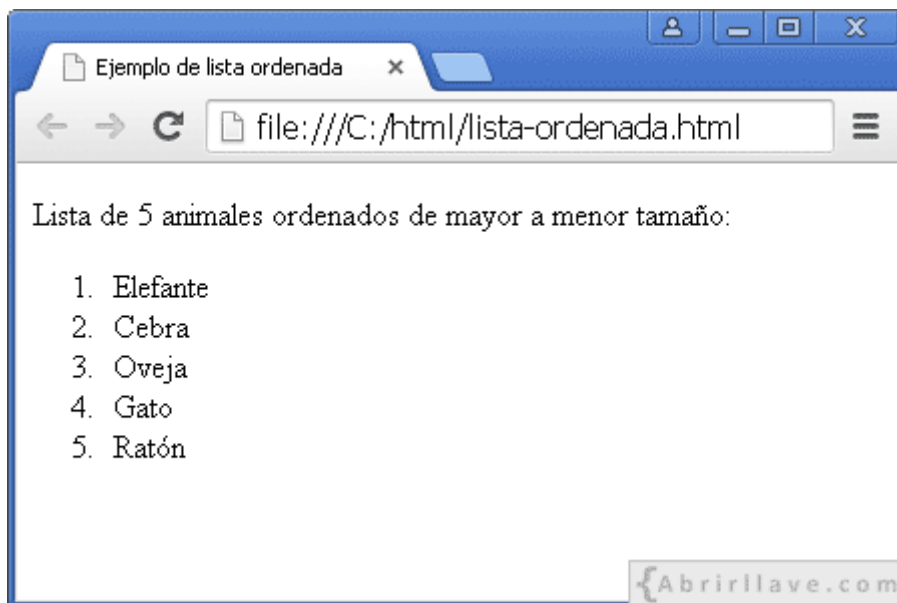 Ejemplo de lista ordenada
file:///C:/html/lista-ordenada.html
Lista de 5 animales ordenados de mayor a menor tamaño:
1. Elefante
2. Cebra
3. Oveja
4. Gato
5. Ratón
{Abrirllave.com